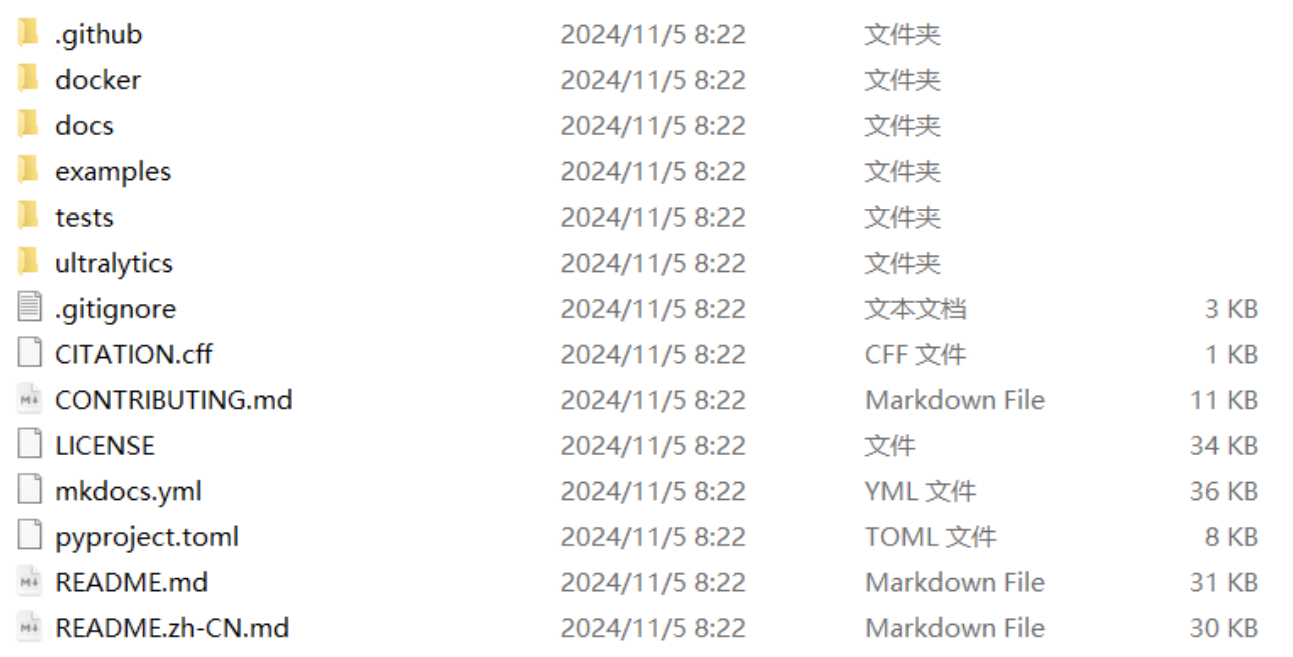 .github 2024/11/5 8:22 文件夹
docker 2024/11/5 8:22 文件夹
docs 2024/11/5 8:22 文件夹
examples 2024/11/5 8:22 文件夹
tests 2024/11/5 8:22 文件夹
ultralytics 2024/11/5 8:22 文件夹
.gitignore 2024/11/5 8:22 文本文档 3 KB
CITATION.cff 2024/11/5 8:22 CFF 文件 1 KB
M↓ CONTRIBUTING.md 2024/11/5 8:22 Markdown File 11 KB
LICENSE 2024/11/5 8:22 文件 34 KB
mkdocs.yml 2024/11/5 8:22 YML 文件 36 KB
pyproject.toml 2024/11/5 8:22 TOML 文件 8 KB
M↓ README.md 2024/11/5 8:22 Markdown File 31 KB
M↓ README.zh-CN.md 2024/11/5 8:22 Markdown File 30 KB